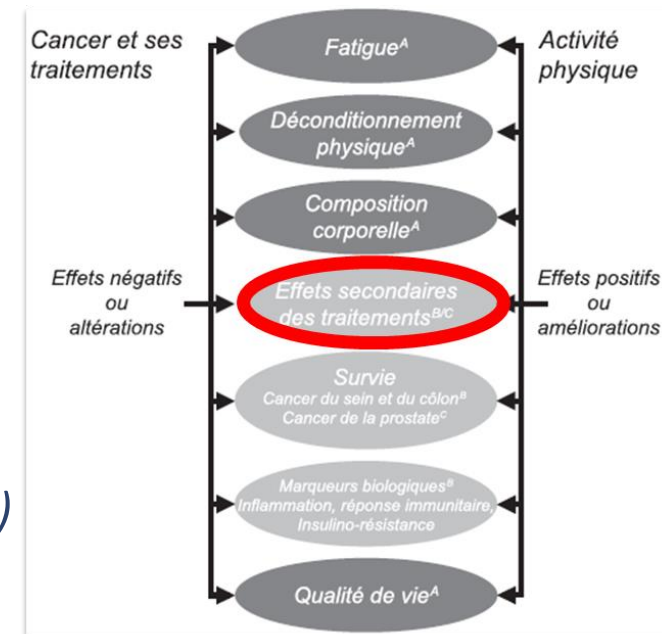 Cancer et ses
traitements
Activité
physique
Fatigue^A
Déconditionnement
physique^A
Composition
corporelle^A
Effets négatifs
ou
altérations
Effets secondaires
des traitements^B/C
Effets positifs
ou
améliorations
Survie
Cancer du sein et du côlon^B
Cancer de la prostate^C
Marqueurs biologiques^B
Inflammation, réponse immunitaire,
Insulino-résistance
)
Qualité de vie^A